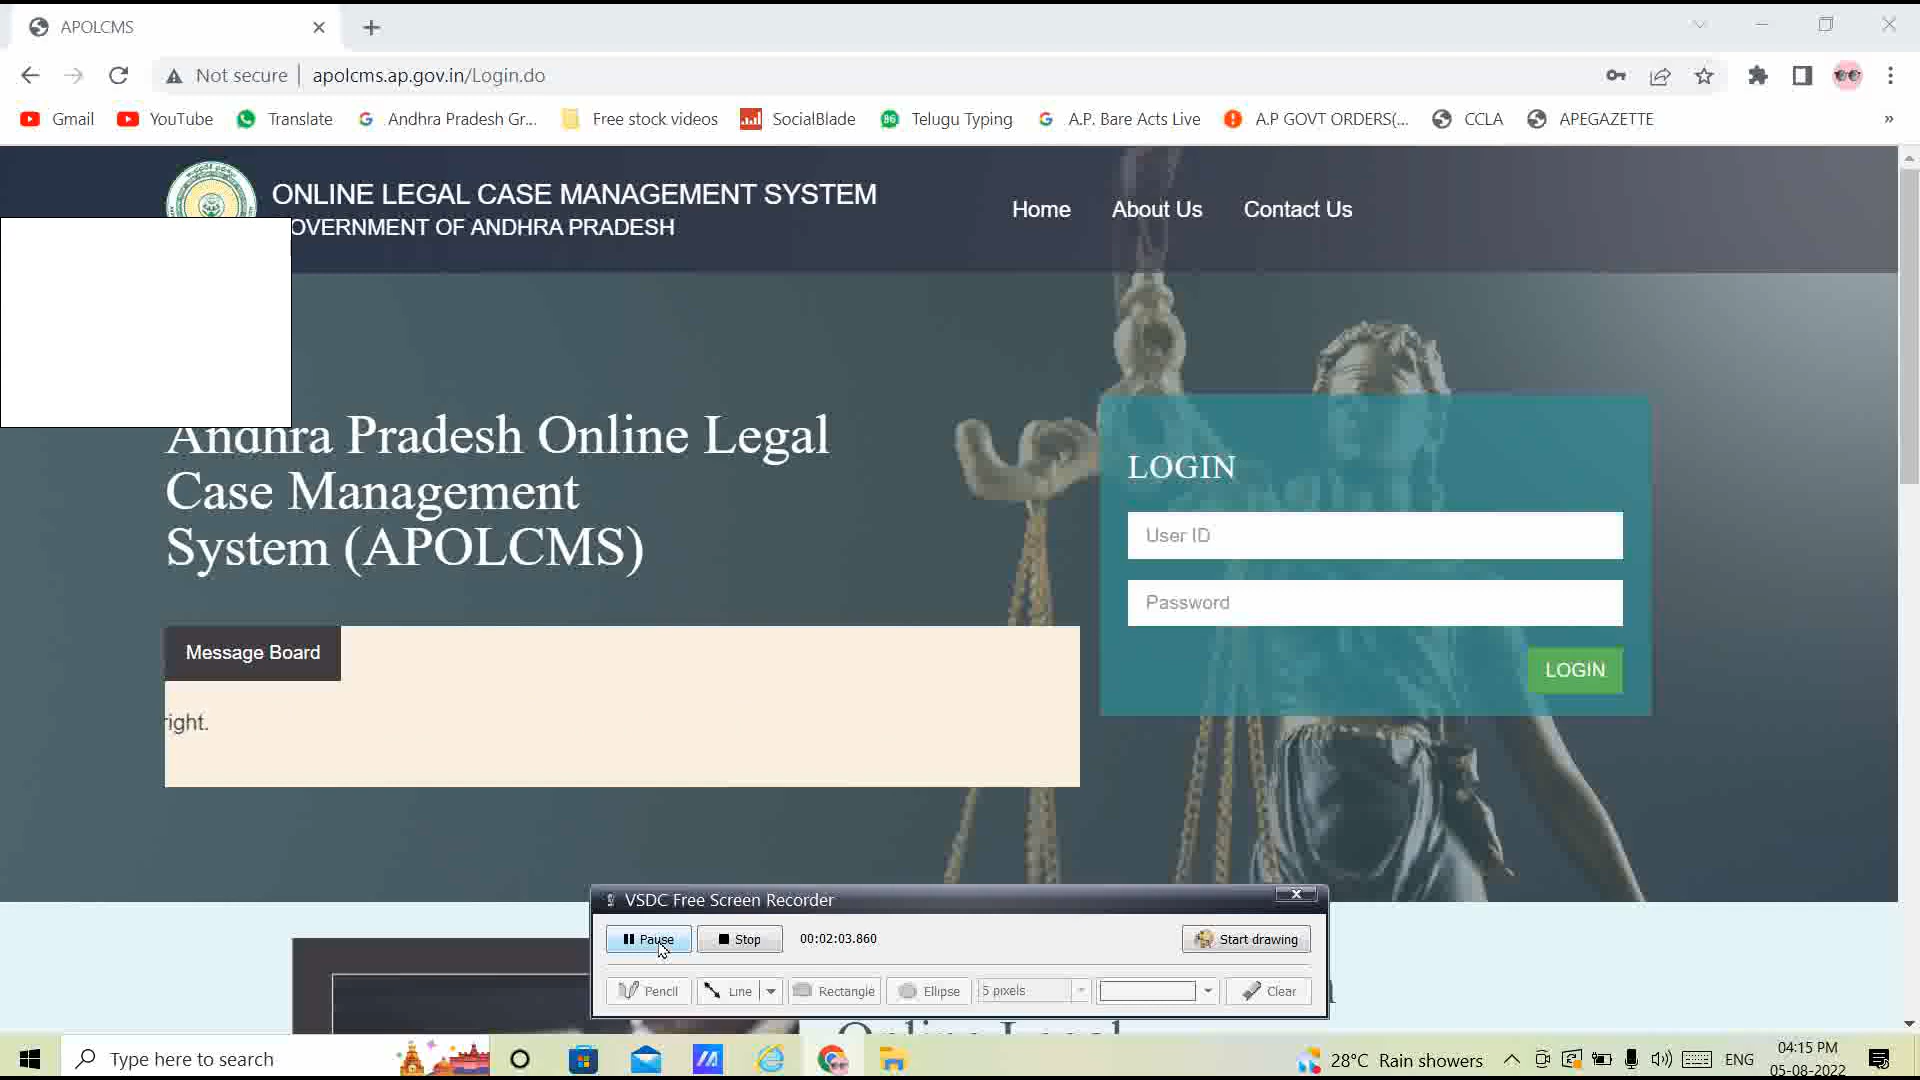 APOLCMS
Not secure
apolcms.ap.gov.in/Login.do
Gmail
YouTube
Translate
Andhra Pradesh Gr...
Free stock videos
SocialBlade
Telugu Typing
A.P. Bare Acts Live
A.P GOVT ORDERS(...
CCLA
APEGAZETTE
»
ONLINE LEGAL CASE MANAGEMENT SYSTEM
OVERNMENT OF ANDHRA PRADESH
Home
About Us
Contact Us
Andhra Pradesh Online Legal
Case Management
System (APOLCMS)
LOGIN
User ID
Password
LOGIN
Message Board
right.
VSDC Free Screen Recorder
Pause
Stop
00:02:03.860
Start drawing
Pencil
Line
Rectangle
Ellipse
5 pixels
Clear
Online Legal
Type here to search
28°C Rain showers
ENG
04:15 PM
05-08-2022